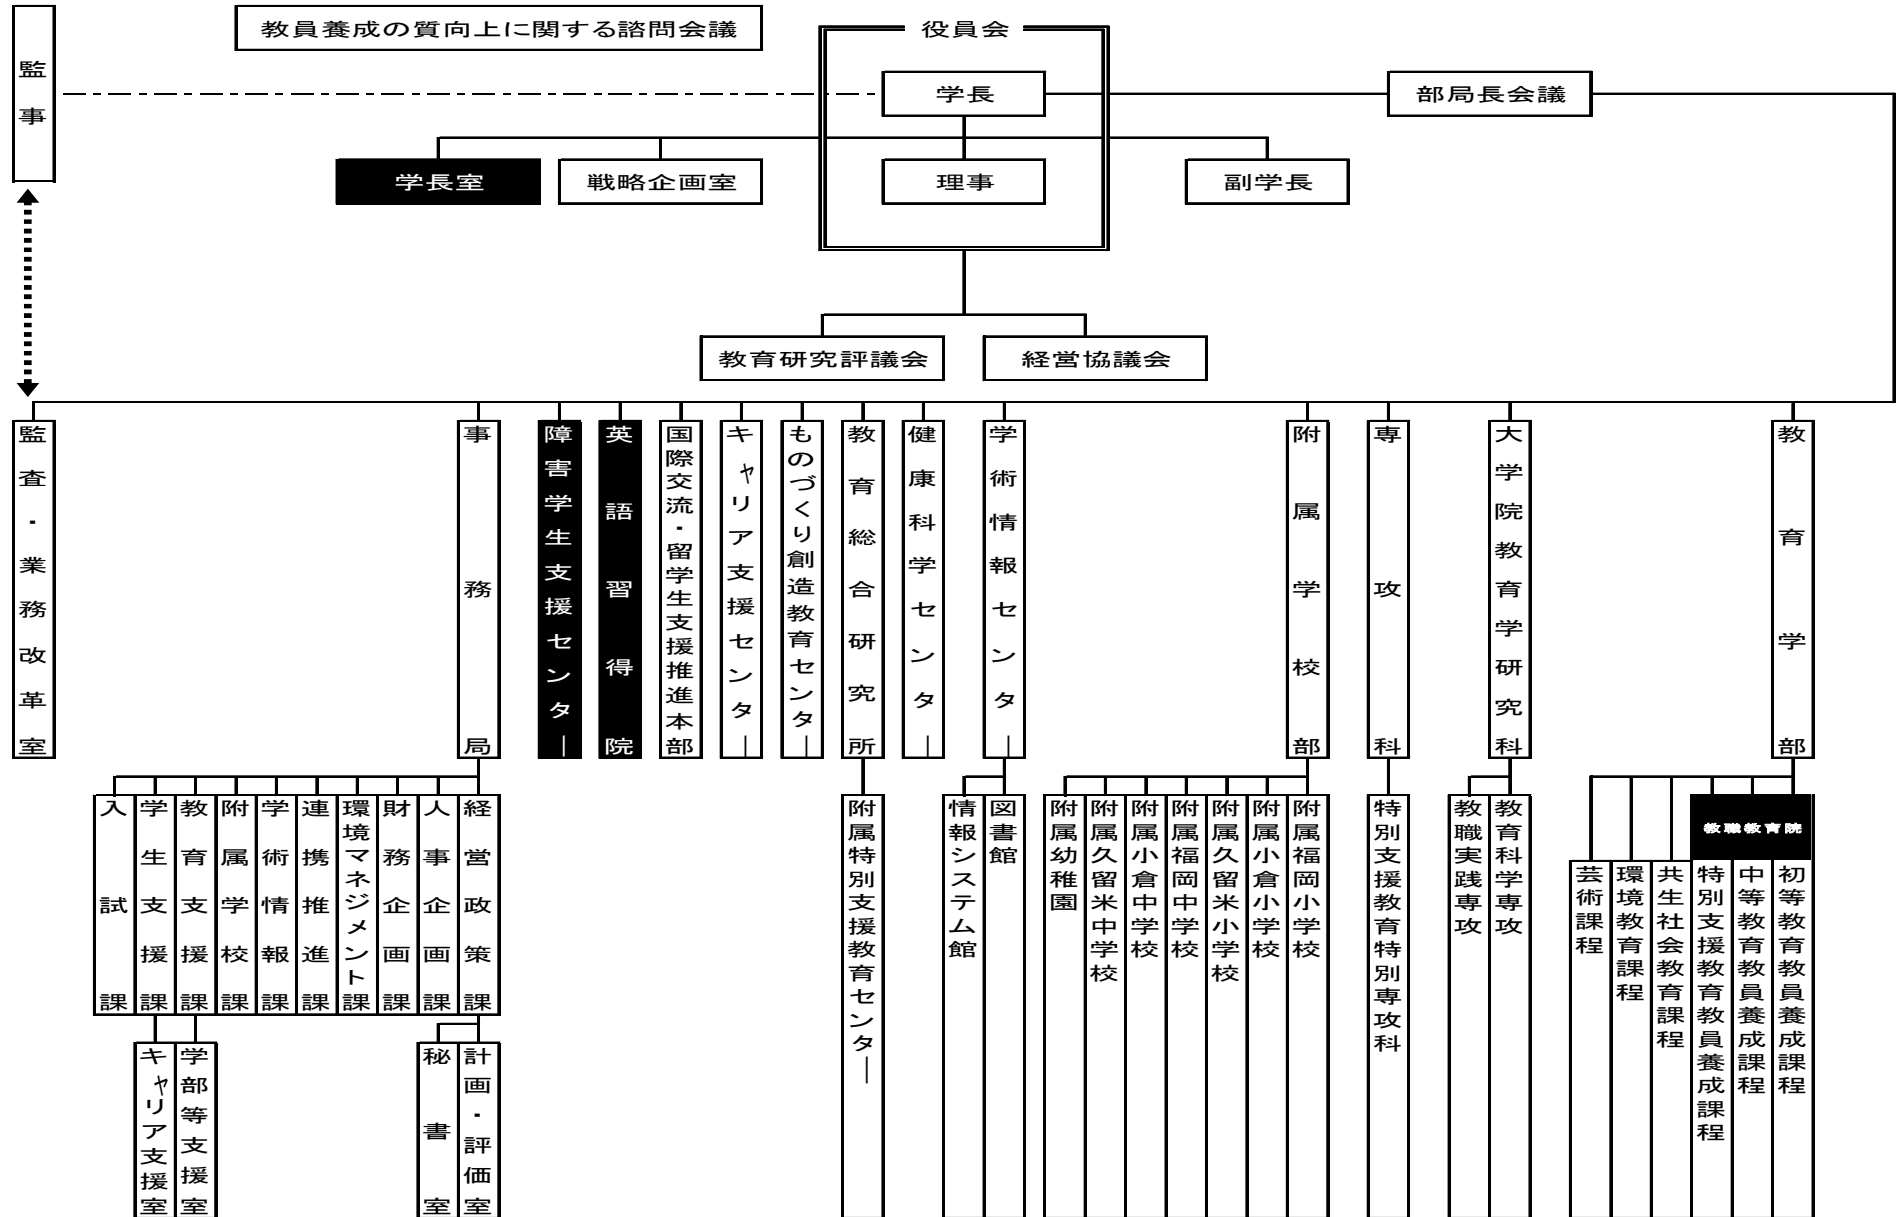 監事
教員養成の質向上に関する諮問会議
役員会
学長
部局長会議
学長室
戦略企画室
理事
副学長
教育研究評議会
経営協議会
監査・業務改革室
事務局
障害学生支援センター
英語習得院
国際交流・留学生支援推進本部
キャリア支援センター
ものづくり創造教育センター
教育総合研究所
健康科学センター
学術情報センター
附属学校部
専攻科
大学院教育学研究科
教育学部
入試課
学生支援課
教育支援課
附属学校課
学術情報課
連携推進課
環境マネジメント課
財務企画課
人事企画課
経営政策課
附属特別支援教育センター
情報システム館
図書館
附属幼稚園
附属久留米中学校
附属小倉中学校
附属福岡中学校
附属久留米小学校
附属小倉小学校
附属福岡小学校
特別支援教育特別専攻科
教職実践専攻
教育科学専攻
教職教育院
芸術課程
環境教育課程
共生社会教育課程
特別支援教育教員養成課程
中等教育教員養成課程
初等教育教員養成課程
キャリア支援室
学部等支援室
秘書室
計画・評価室